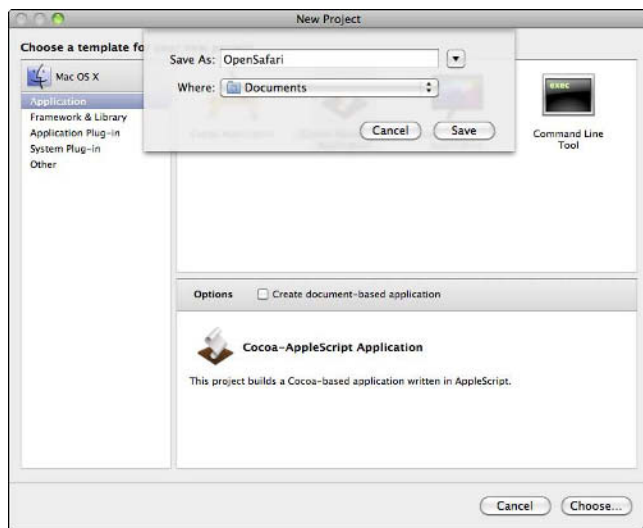 New Project
Choose a template for
Save As: OpenSafari
Where: Documents
Cancel Save
Mac OS X
Application
Framework & Library
Application Plug-in
System Plug-in
Other
exec
Command Line
Tool
Options Create document-based application
Cocoa-AppleScript Application
This project builds a Cocoa-based application written in AppleScript.
Cancel Choose...